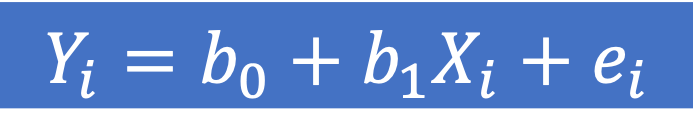 Yᵢ = b₀ + b₁Xᵢ + eᵢ